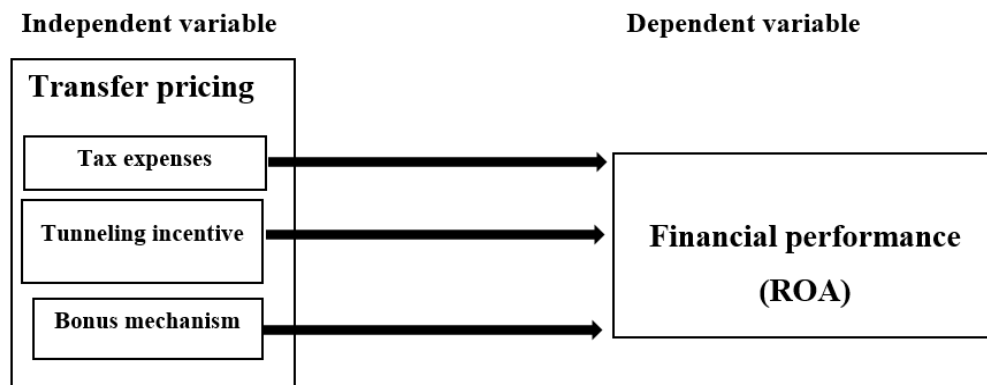 Independent variable
Dependent variable
Transfer pricing
Tax expenses
Tunneling incentive
Bonus mechanism
Financial performance
(ROA)